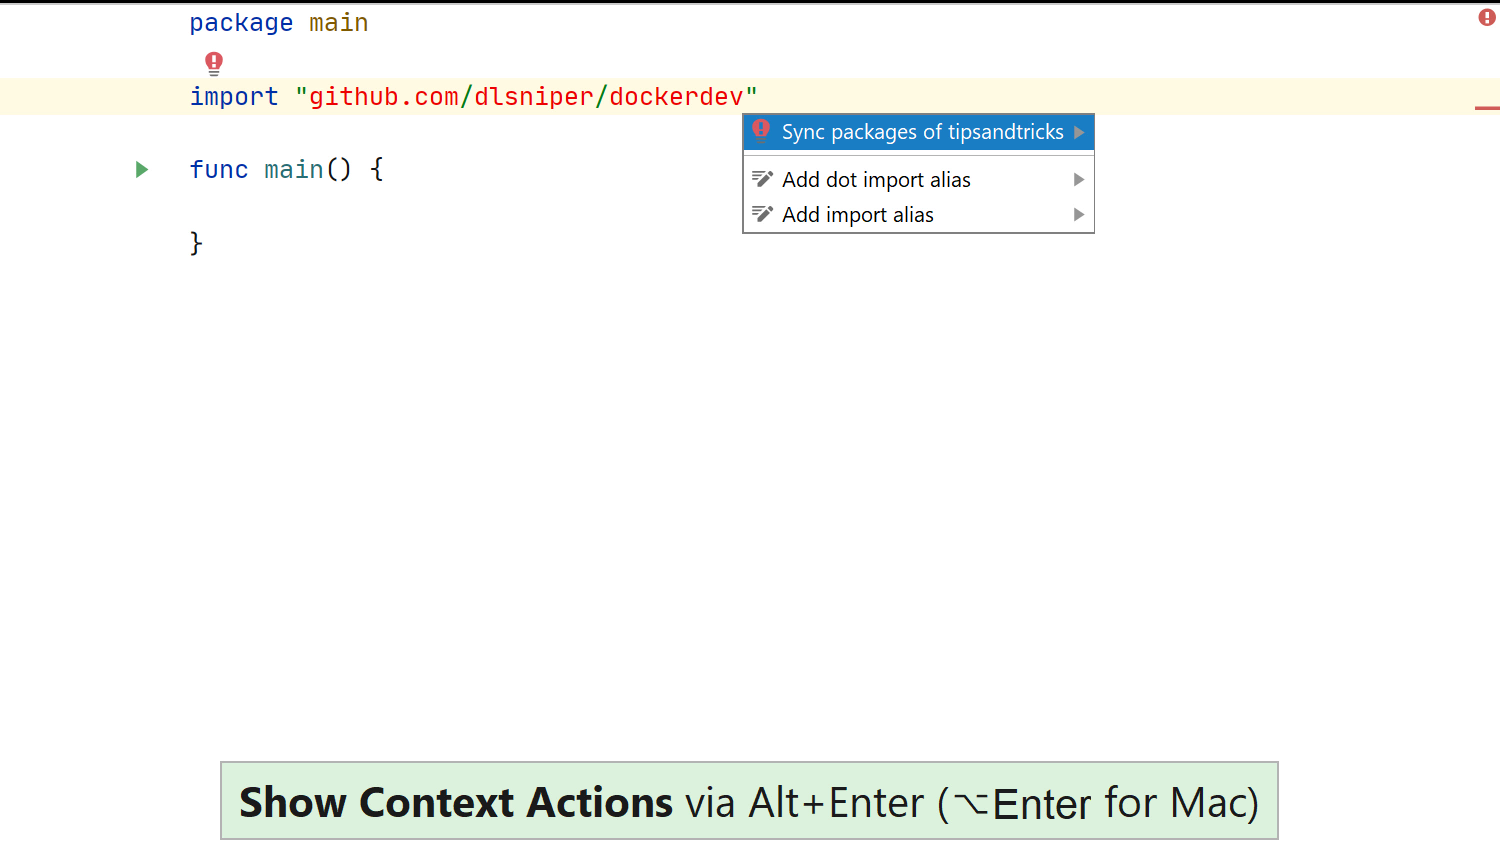 package main
import "github.com/dlsniper/dockerdev"
Sync packages of tipsandtricks
func main() {
Add dot import alias
Add import alias
}
Show Context Actions via Alt+Enter (⌥Enter for Mac)